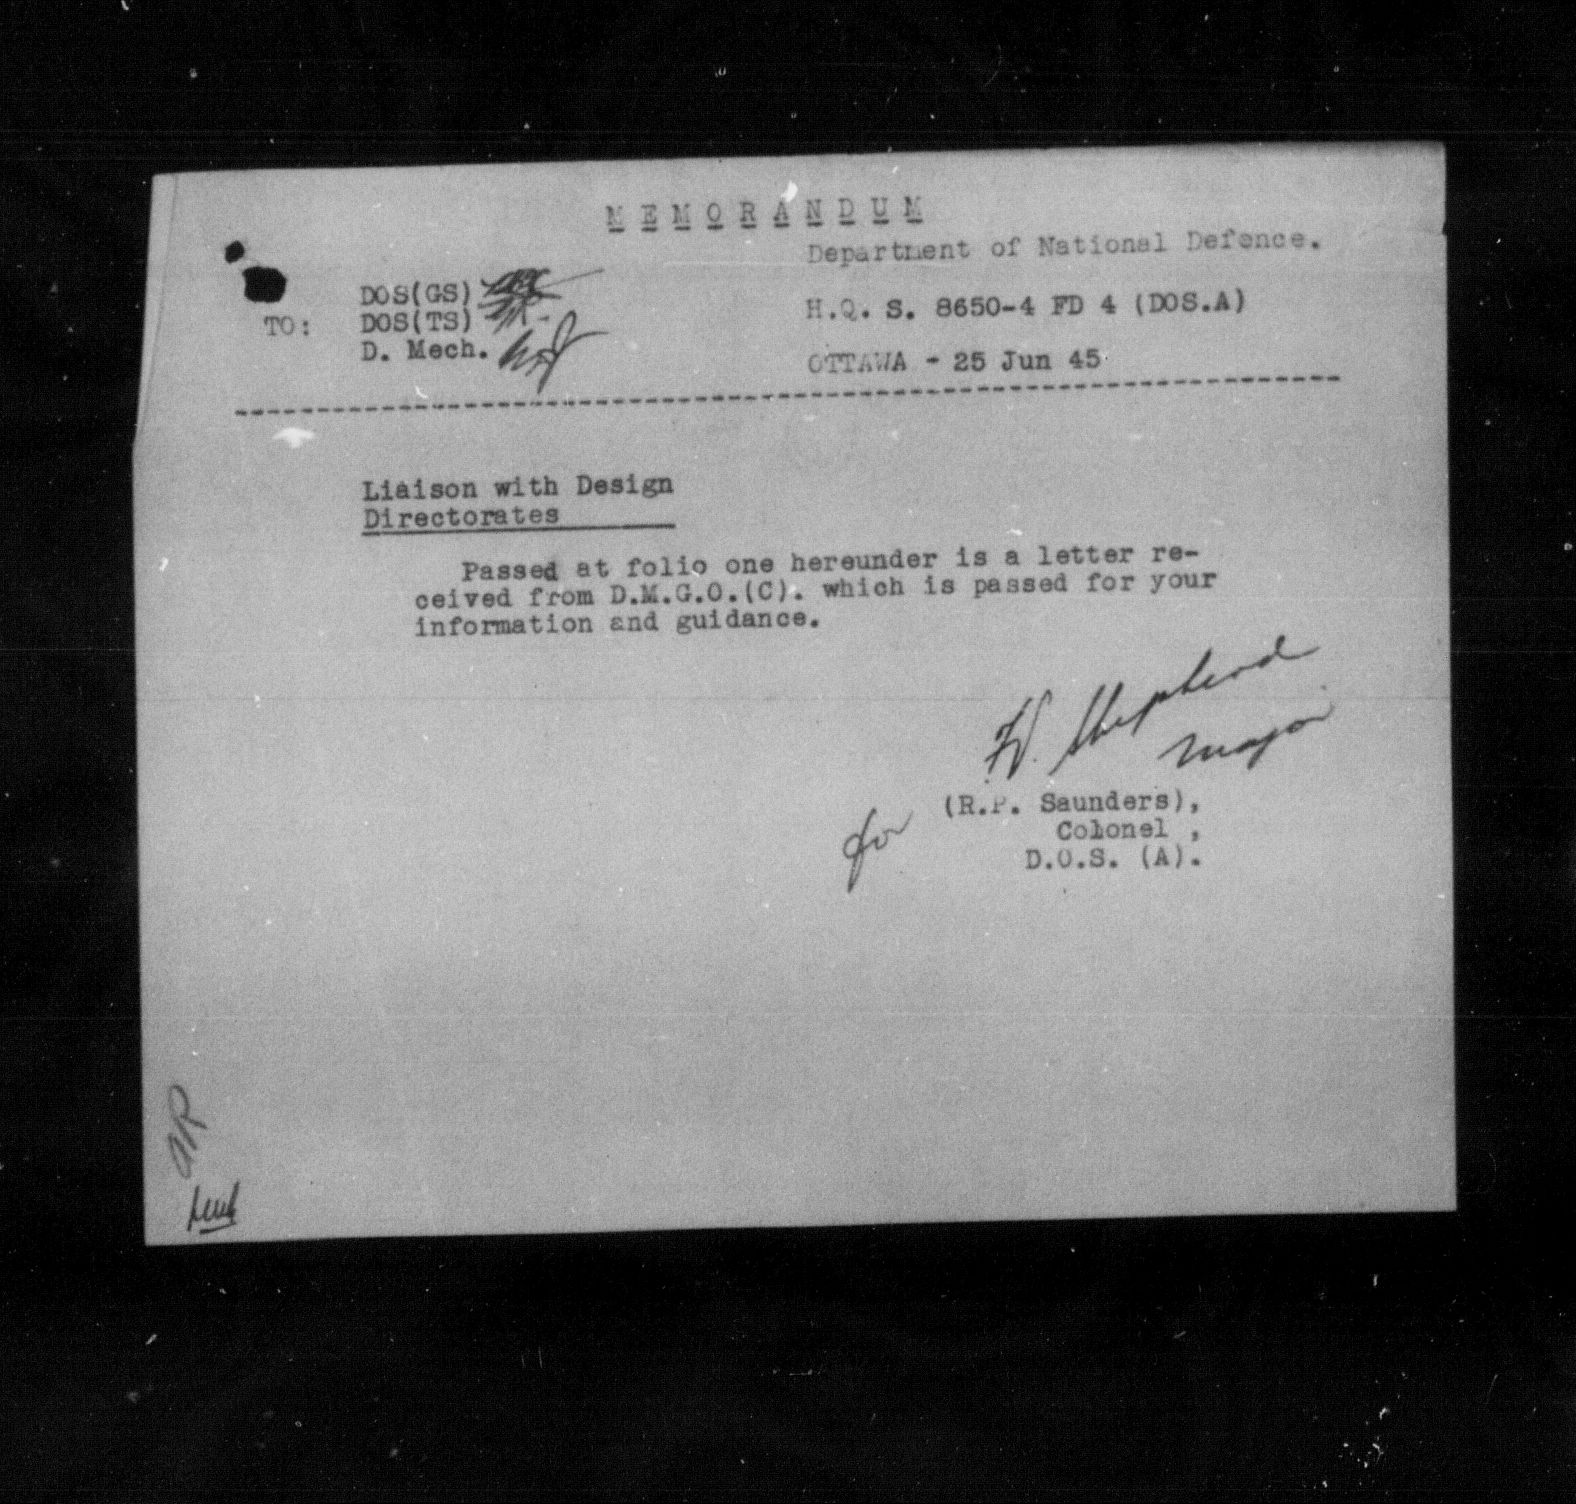 MEMORANDUM
Department of National Defence.
DOS(GS)
TO: DOS(TS)
D. Mech.
H.Q. S. 8650-4 FD 4 (DOS.A)
OTTAWA - 25 Jun 45
Liaison with Design
Directorates
Passed at folio one hereunder is a letter re-
ceived from D.M.G.O.(C). which is passed for your
information and guidance.
Shepherd
Major
for (R.P. Saunders),
Colonel ,
D.O.S. (A).